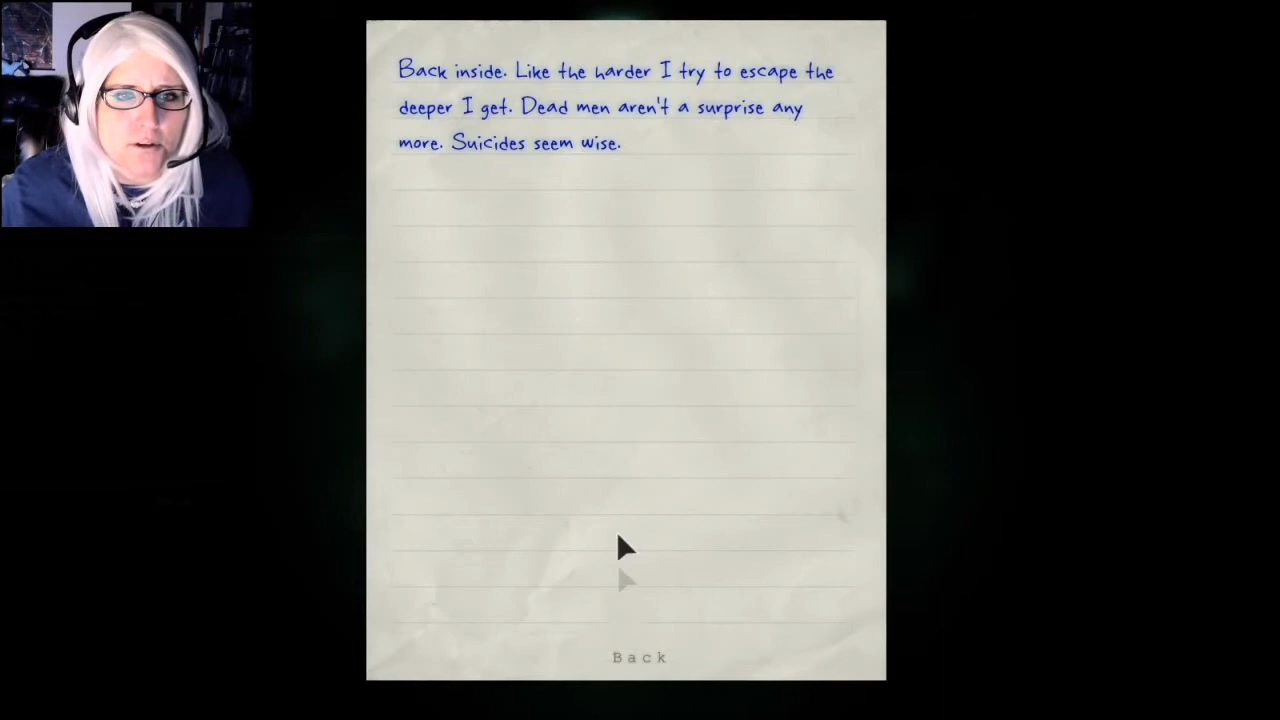 Back inside. Like the harder I try to escape the
deeper I get. Dead men aren't a surprise any
more. Suicides seem wise.
Back